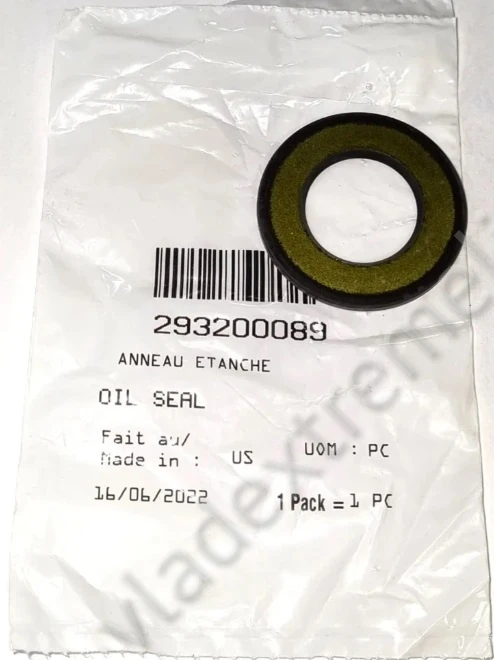 293200089
ANNEAU ETANCHE
OIL SEAL
Fait au/
Made in : US UOM : PC
16/06/2022 1 Pack = 1 PC
vladextreme